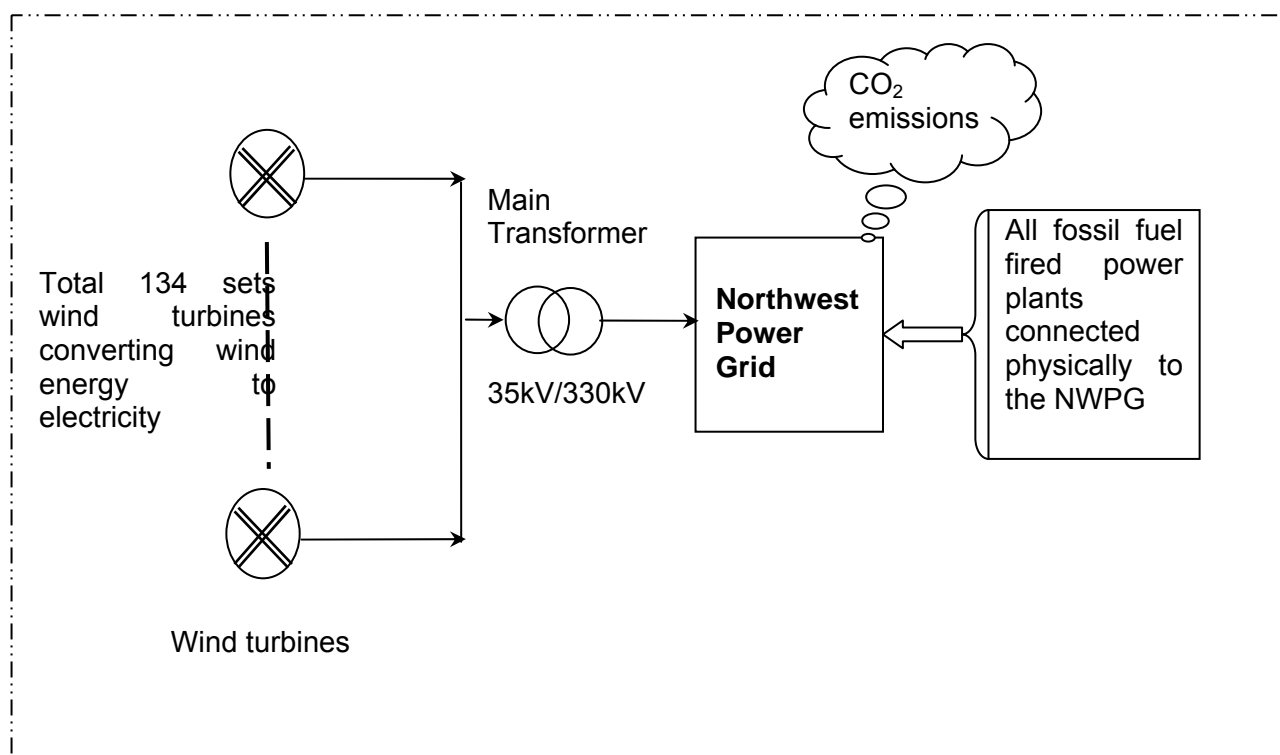 CO₂
emissions
Main
Transformer
Total 134 sets
wind turbines
converting wind
energy to
electricity
35kV/330kV
Northwest
Power
Grid
All fossil fuel
fired power
plants
connected
physically to
the NWPG
Wind turbines